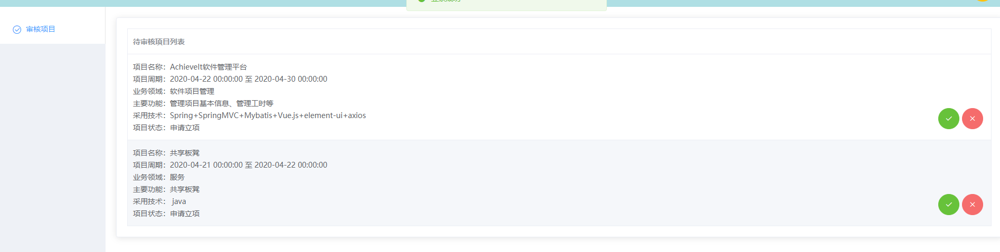 审核项目
待审核项目列表
项目名称：AchieveIt软件管理平台
项目周期：2020-04-22 00:00:00 至 2020-04-30 00:00:00
业务领域：软件项目管理
主要功能：管理项目基本信息、管理工时等
采用技术：Spring+SpringMVC+Mybatis+Vue.js+element-ui+axios
项目状态：申请立项
项目名称：共享板凳
项目周期：2020-04-21 00:00:00 至 2020-04-22 00:00:00
业务领域：服务
主要功能：共享板凳
采用技术： java
项目状态：申请立项